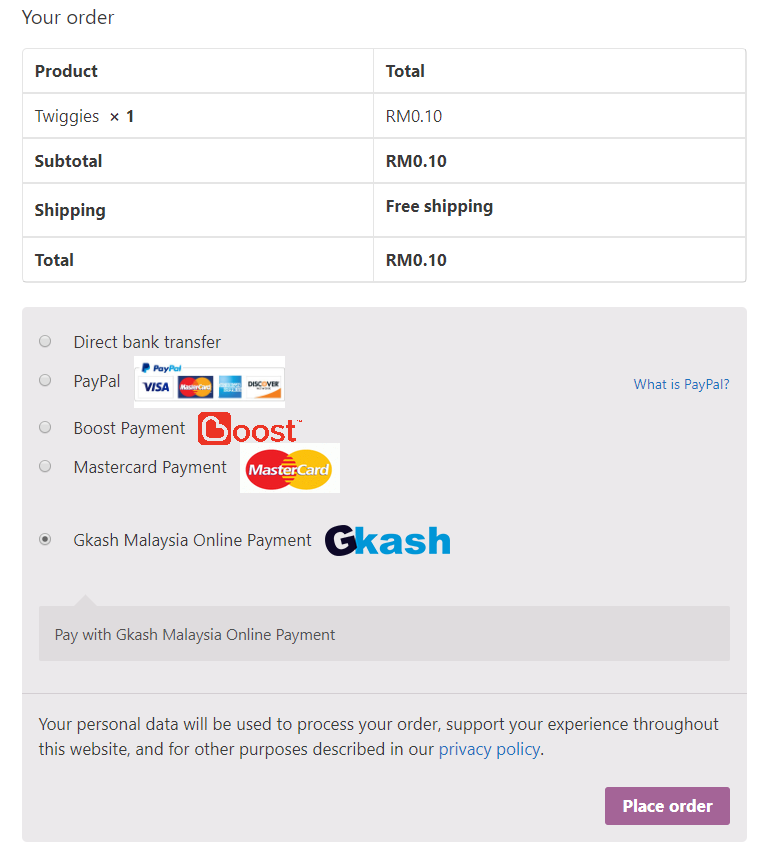 Your order
Product Total
Twiggies × 1 RM0.10
Subtotal RM0.10
Shipping Free shipping
Total RM0.10
Direct bank transfer
PayPal PayPal VISA MasterCard DISCOVER What is PayPal?
Boost Payment boost™
Mastercard Payment MasterCard
Gkash Malaysia Online Payment Gkash
Pay with Gkash Malaysia Online Payment
Your personal data will be used to process your order, support your experience throughout
this website, and for other purposes described in our privacy policy.
Place order